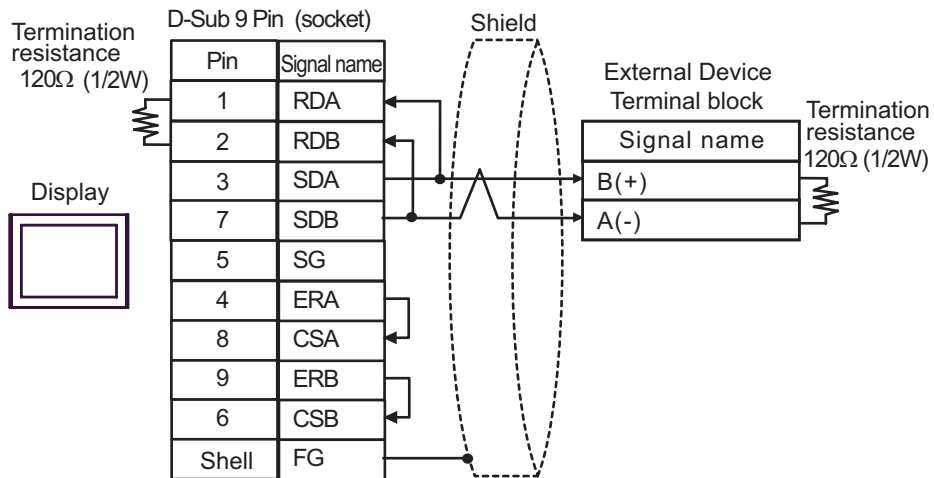 D-Sub 9 Pin (socket)
Shield
Termination
resistance
120Ω (1/2W)
Pin Signal name
1 RDA
2 RDB
3 SDA
7 SDB
5 SG
4 ERA
8 CSA
9 ERB
6 CSB
Shell FG
Display
External Device
Terminal block
Signal name
B(+)
A(-)
Termination
resistance
120Ω (1/2W)